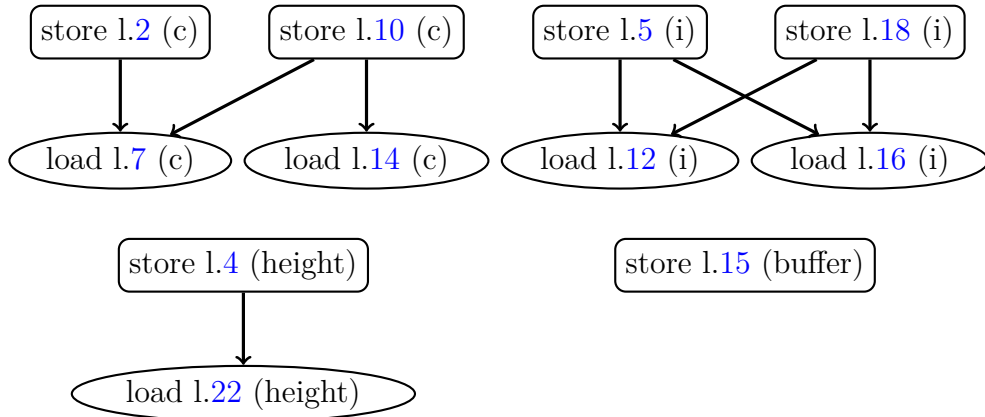 store l.2 (c)
store l.10 (c)
store l.5 (i)
store l.18 (i)
load l.7 (c)
load l.14 (c)
load l.12 (i)
load l.16 (i)
store l.4 (height)
store l.15 (buffer)
load l.22 (height)